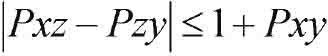 |Pxz − Pzy| ≤ 1 + Pxy